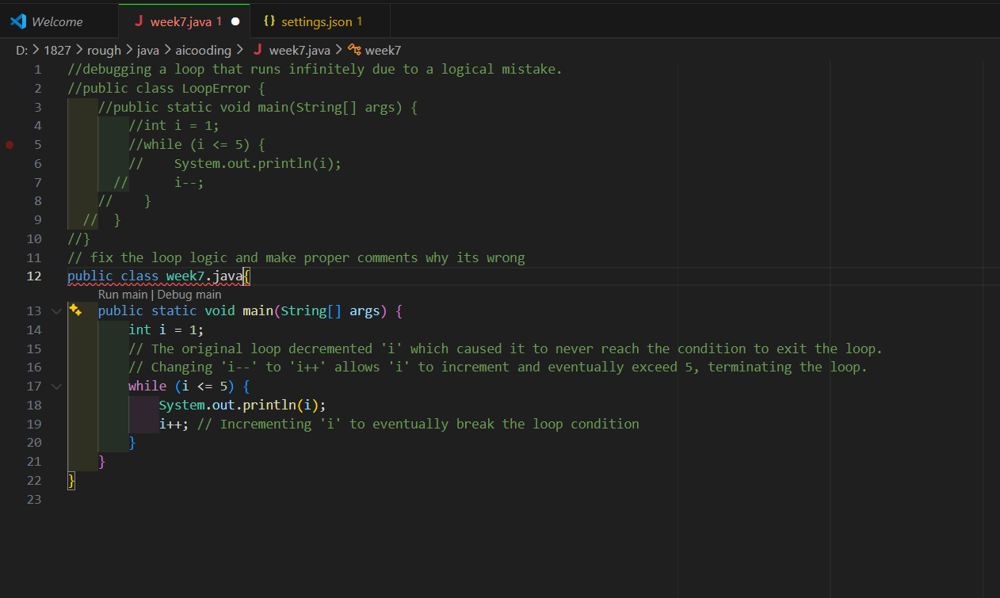 Welcome
J week7.java 1 ●
{} settings.json 1
D: > 1827 > rough > java > aicooding > J week7.java > week7
1 //debugging a loop that runs infinitely due to a logical mistake.
2 //public class LoopError {
3     //public static void main(String[] args) {
4         //int i = 1;
5         //while (i <= 5) {
6         //    System.out.println(i);
7       //      i--;
8     //    }
9   //  }
10 //}
11 // fix the loop logic and make proper comments why its wrong
12 public class week7.java{
Run main | Debug main
13     public static void main(String[] args) {
14         int i = 1;
15         // The original loop decremented 'i' which caused it to never reach the condition to exit the loop.
16         // Changing 'i--' to 'i++' allows 'i' to increment and eventually exceed 5, terminating the loop.
17         while (i <= 5) {
18             System.out.println(i);
19             i++; // Incrementing 'i' to eventually break the loop condition
20         }
21     }
22 }
23